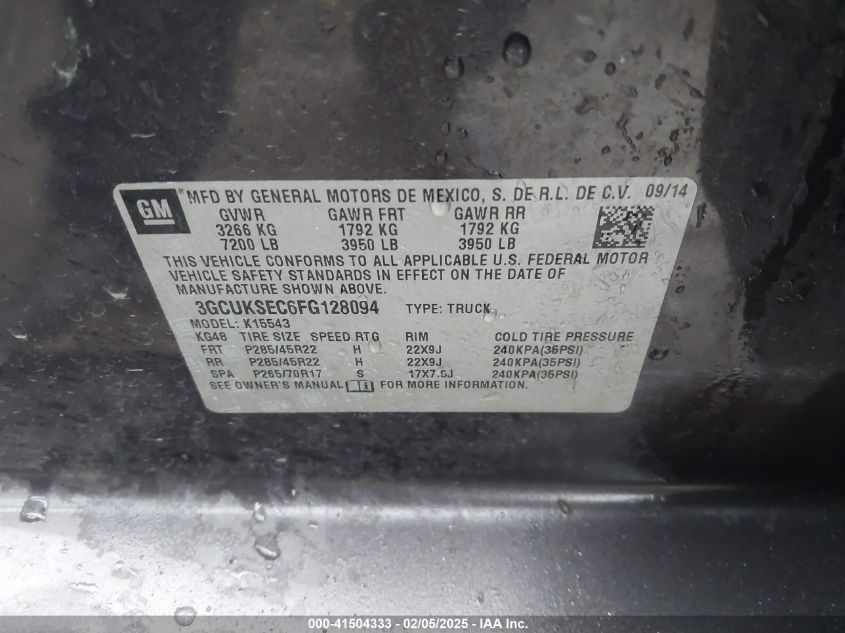 GM ® MFD BY GENERAL MOTORS DE MEXICO, S. DE R.L. DE C.V. 09/14
GVWR GAWR FRT GAWR RR
3266 KG 1792 KG 1792 KG
7200 LB 3950 LB 3950 LB
THIS VEHICLE CONFORMS TO ALL APPLICABLE U.S. FEDERAL MOTOR
VEHICLE SAFETY STANDARDS IN EFFECT ON THE DATE OF
MANUFACTURE SHOWN ABOVE.
3GCUKSEC6FG128094 TYPE: TRUCK
MODEL: K15543
KG48 TIRE SIZE SPEED RTG RIM COLD TIRE PRESSURE
FRT P285/45R22 H 22X9J 240KPA(35PSI)
RR P285/45R22 H 22X9J 240KPA(35PSI)
SPA P265/70R17 S 17X7.5J 240KPA(35PSI)
SEE OWNER'S MANUAL FOR MORE INFORMATION.
000-41504333 - 02/05/2025 - IAA Inc.